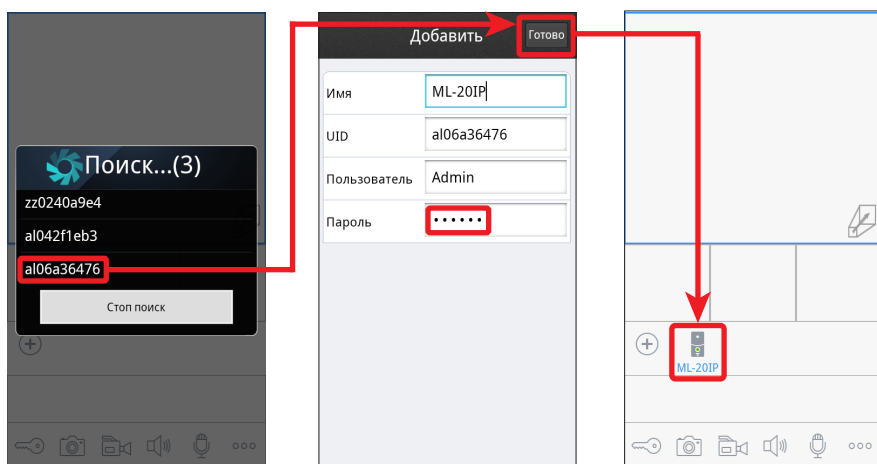 Поиск...(3)
zz0240a9e4
al042f1eb3
al06a36476
Стоп поиск
Добавить
Готово
Имя
ML-20IP
UID
al06a36476
Пользователь
Admin
Пароль
••••••
ML-20IP